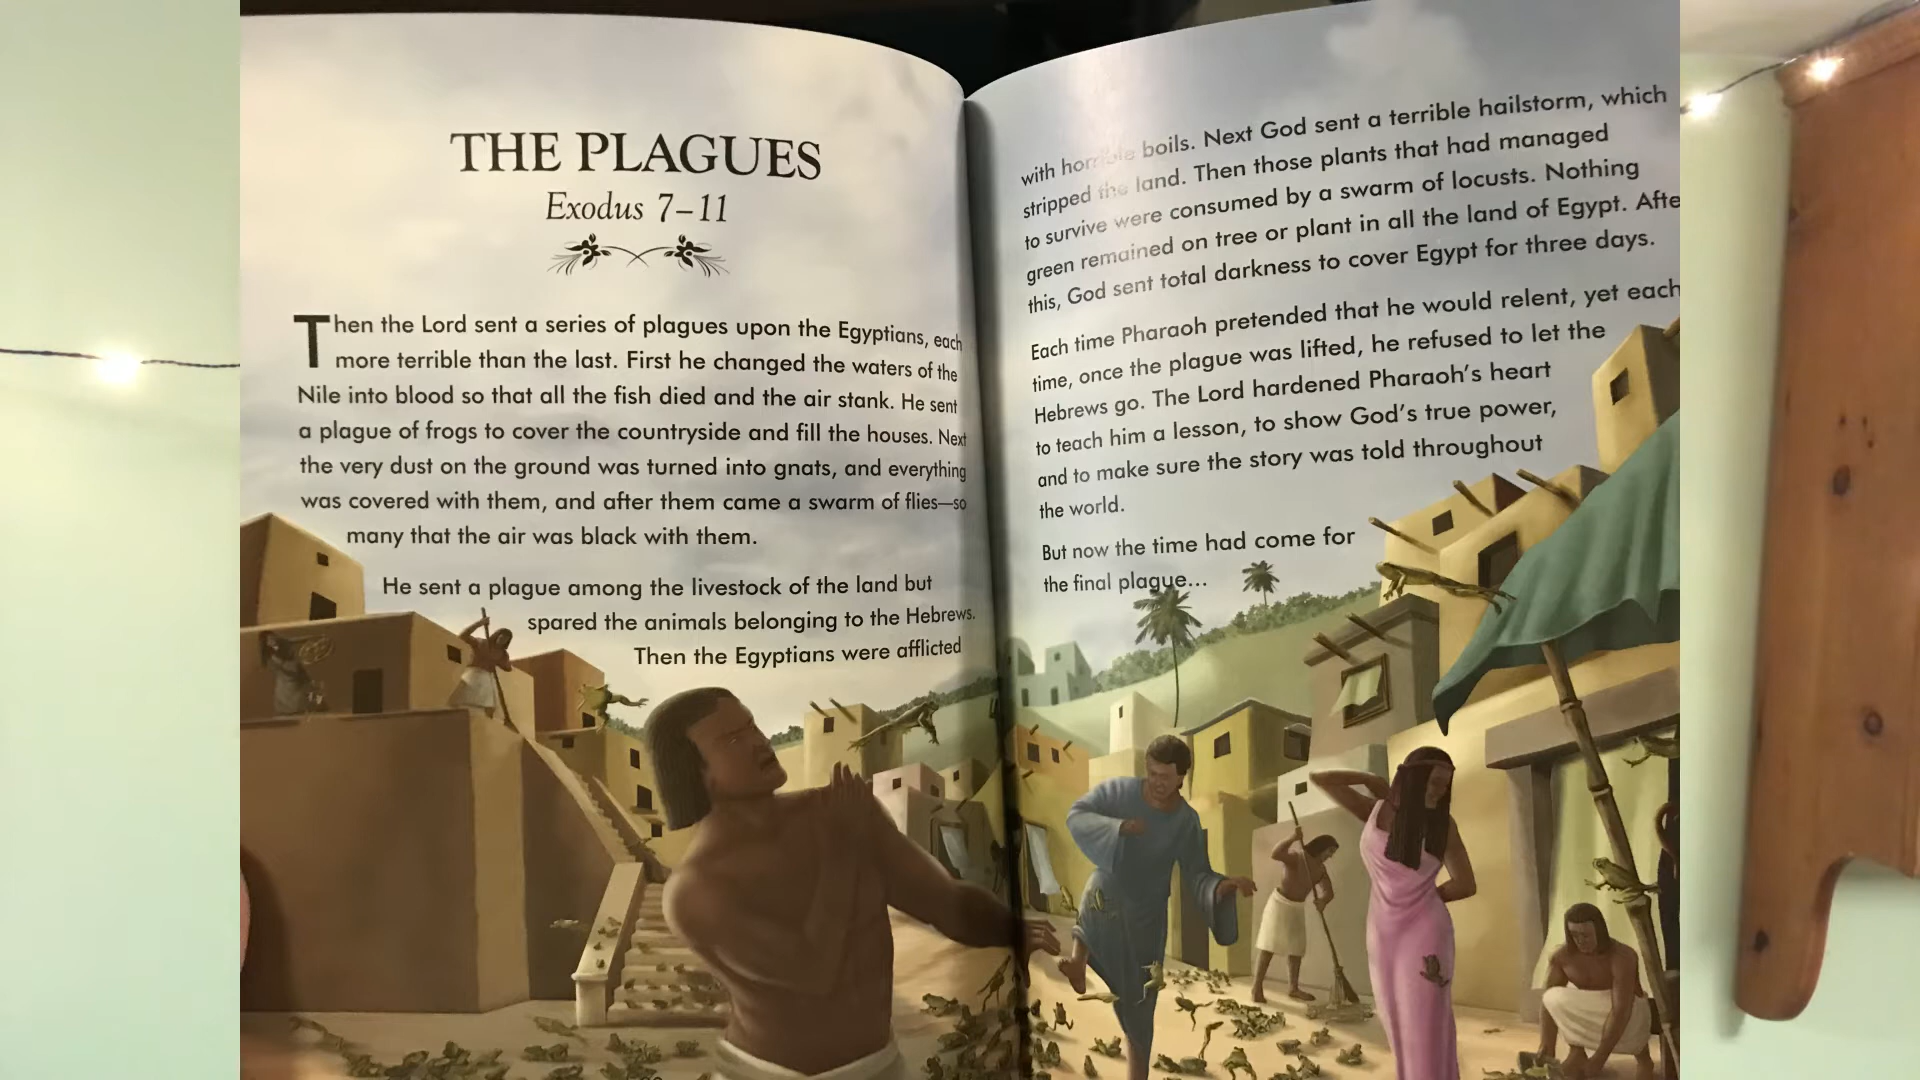 THE PLAGUES
Exodus 7–11
Then the Lord sent a series of plagues upon the Egyptians, each
more terrible than the last. First he changed the waters of the
Nile into blood so that all the fish died and the air stank. He sent
a plague of frogs to cover the countryside and fill the houses. Next
the very dust on the ground was turned into gnats, and everything
was covered with them, and after them came a swarm of flies—so
many that the air was black with them.
He sent a plague among the livestock of the land but
spared the animals belonging to the Hebrews.
Then the Egyptians were afflicted
with horrible boils. Next God sent a terrible hailstorm, which
stripped the land. Then those plants that had managed
to survive were consumed by a swarm of locusts. Nothing
green remained on tree or plant in all the land of Egypt. Afte
this, God sent total darkness to cover Egypt for three days.
Each time Pharaoh pretended that he would relent, yet each
time, once the plague was lifted, he refused to let the
Hebrews go. The Lord hardened Pharaoh's heart
to teach him a lesson, to show God's true power,
and to make sure the story was told throughout
the world.
But now the time had come for
the final plague...